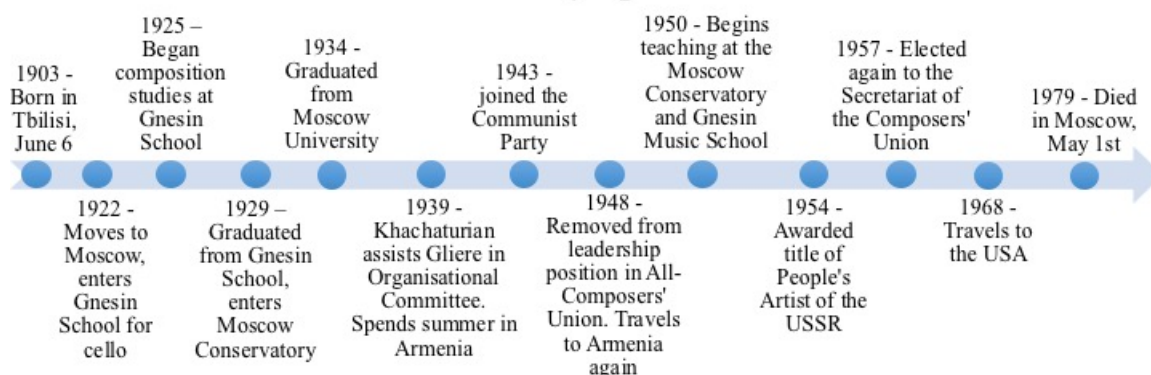 1903 -
Born in
Tbilisi,
June 6
1922 -
Moves to
Moscow,
enters
Gnesin
School for
cello
1925 –
Began
composition
studies at
Gnesin
School
1929 –
Graduated
from Gnesin
School,
enters
Moscow
Conservatory
1934 -
Graduated
from
Moscow
University
1939 -
Khachaturian
assists Gliere in
Organisational
Committee.
Spends summer in
Armenia
1943 -
joined the
Communist
Party
1948 -
Removed from
leadership
position in All-
Composers'
Union. Travels
to Armenia
again
1950 - Begins
teaching at the
Moscow
Conservatory
and Gnesin
Music School
1954 -
Awarded
title of
People's
Artist of the
USSR
1957 - Elected
again to the
Secretariat of
the Composers'
Union
1968 -
Travels to
the USA
1979 - Died
in Moscow,
May 1st